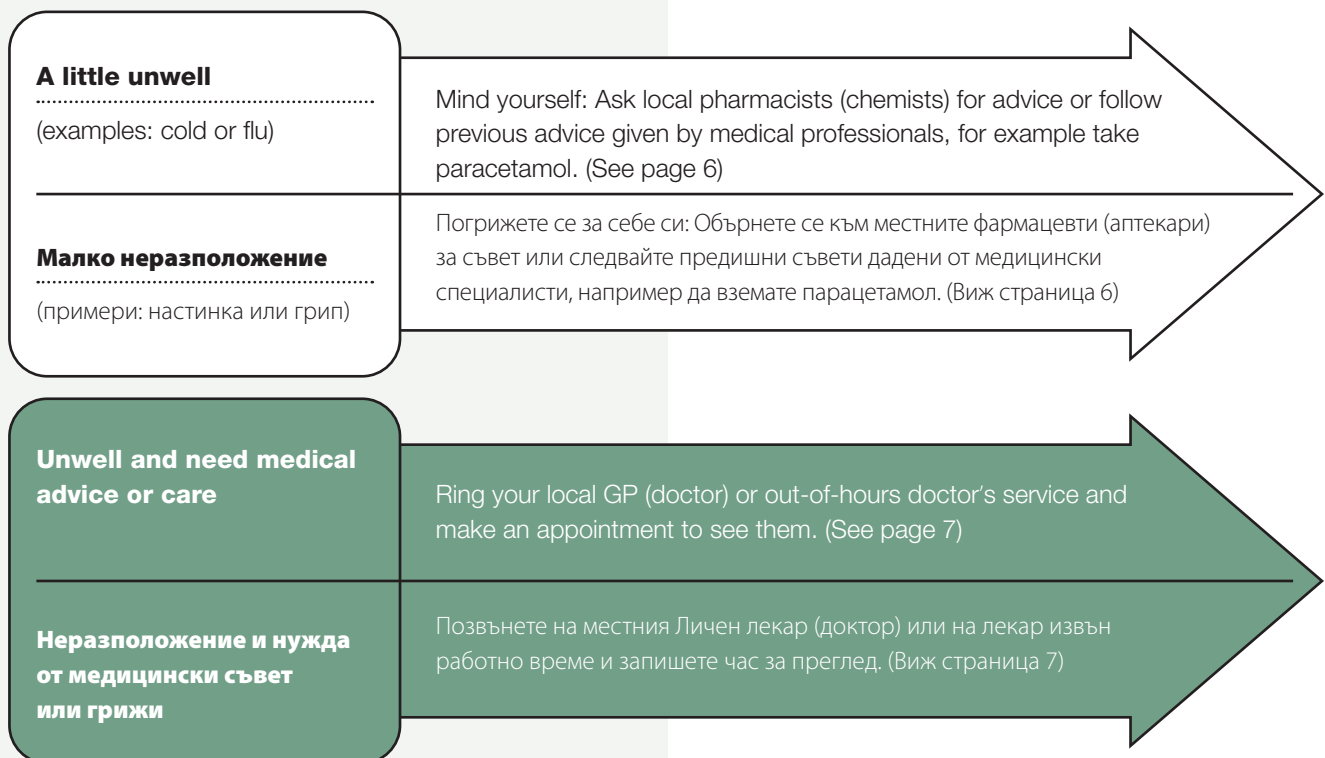 A little unwell
(examples: cold or flu)
Mind yourself: Ask local pharmacists (chemists) for advice or follow
previous advice given by medical professionals, for example take
paracetamol. (See page 6)
Малко неразположение
(примери: настинка или грип)
Погрижете се за себе си: Обърнете се към местните фармацевти (аптекари)
за съвет или следвайте предишни съвети дадени от медицински
специалисти, например да вземате парацетамол. (Виж страница 6)
Unwell and need medical
advice or care
Ring your local GP (doctor) or out-of-hours doctor's service and
make an appointment to see them. (See page 7)
Неразположение и нужда
от медицински съвет
или грижи
Позвънете на местния Личен лекар (доктор) или на лекар извън
работно време и запишете час за преглед. (Виж страница 7)